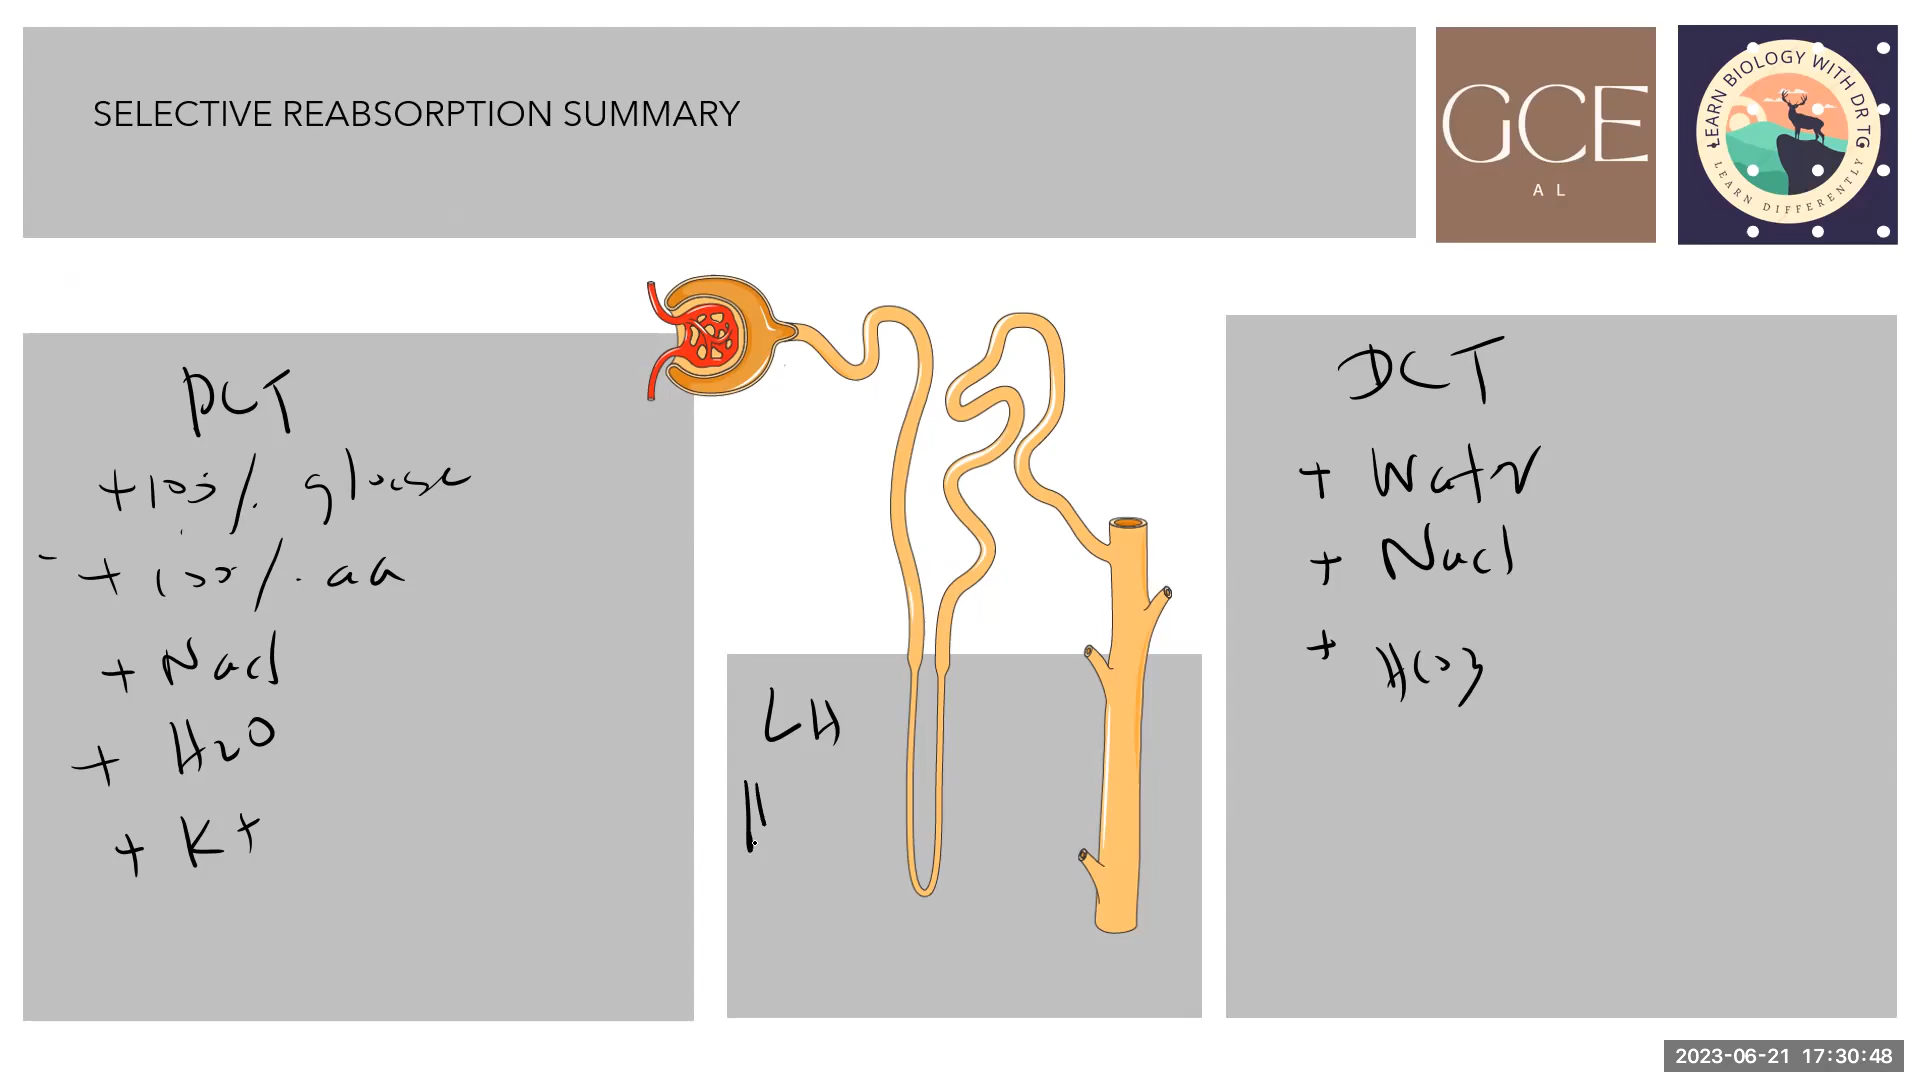 SELECTIVE REABSORPTION SUMMARY
GCE
A L
LEARN BIOLOGY WITH DR TG
LEARN DIFFERENTLY
PCT
+ 100 % glucose
- + 100 % . aa
+ Nacl
+ H2O
+ K+
LH
DCT
+ Water
+ Nacl
+ HCO3
2023-06-21 17:30:48